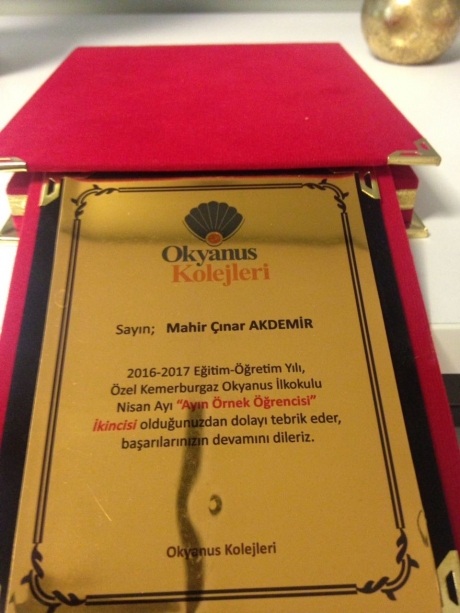 Okyanus
Kolejleri
Sayın; Mahir Çınar AKDEMİR
2016-2017 Eğitim-Öğretim Yılı,
Özel Kemerburgaz Okyanus İlkokulu
Nisan Ayı “Ayın Örnek Öğrencisi”
İkincisi olduğunuzdan dolayı tebrik eder,
başarılarınızın devamını dileriz.
Okyanus Kolejleri